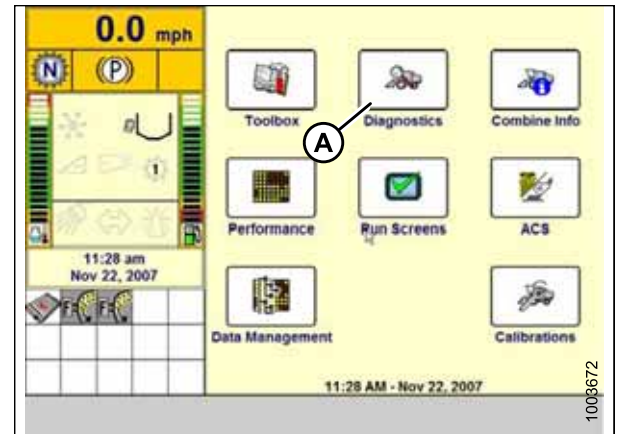 0.0 mph
N (P)
1
11:28 am
Nov 22, 2007
Toolbox
Diagnostics
Combine Info
A
Performance
Run Screens
ACS
Data Management
Calibrations
11:28 AM - Nov 22, 2007
1003672